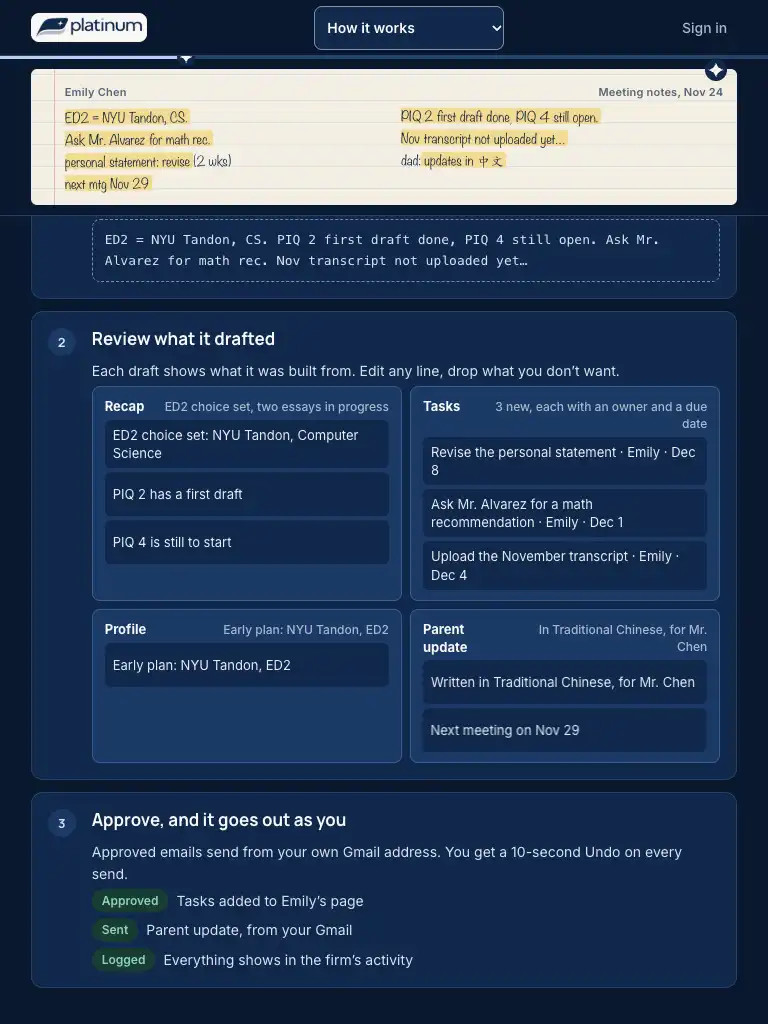 platinum
How it works
Sign in
Emily Chen
Meeting notes, Nov 24
ED2 = NYU Tandon, CS.
Ask Mr. Alvarez for math rec.
personal statement: revise (2 wks)
next mtg Nov 29
PIQ 2 first draft done, PIQ 4 still open.
Nov transcript not uploaded yet...
dad: updates in 中文
ED2 = NYU Tandon, CS. PIQ 2 first draft done, PIQ 4 still open. Ask Mr.
Alvarez for math rec. Nov transcript not uploaded yet…
2
Review what it drafted
Each draft shows what it was built from. Edit any line, drop what you don’t want.
Recap
ED2 choice set, two essays in progress
ED2 choice set: NYU Tandon, Computer
Science
PIQ 2 has a first draft
PIQ 4 is still to start
Tasks
3 new, each with an owner and a due
date
Revise the personal statement · Emily · Dec
8
Ask Mr. Alvarez for a math
recommendation · Emily · Dec 1
Upload the November transcript · Emily ·
Dec 4
Profile
Early plan: NYU Tandon, ED2
Early plan: NYU Tandon, ED2
Parent
update
In Traditional Chinese, for Mr.
Chen
Written in Traditional Chinese, for Mr. Chen
Next meeting on Nov 29
3
Approve, and it goes out as you
Approved emails send from your own Gmail address. You get a 10-second Undo on every
send.
Approved Tasks added to Emily’s page
Sent Parent update, from your Gmail
Logged Everything shows in the firm’s activity